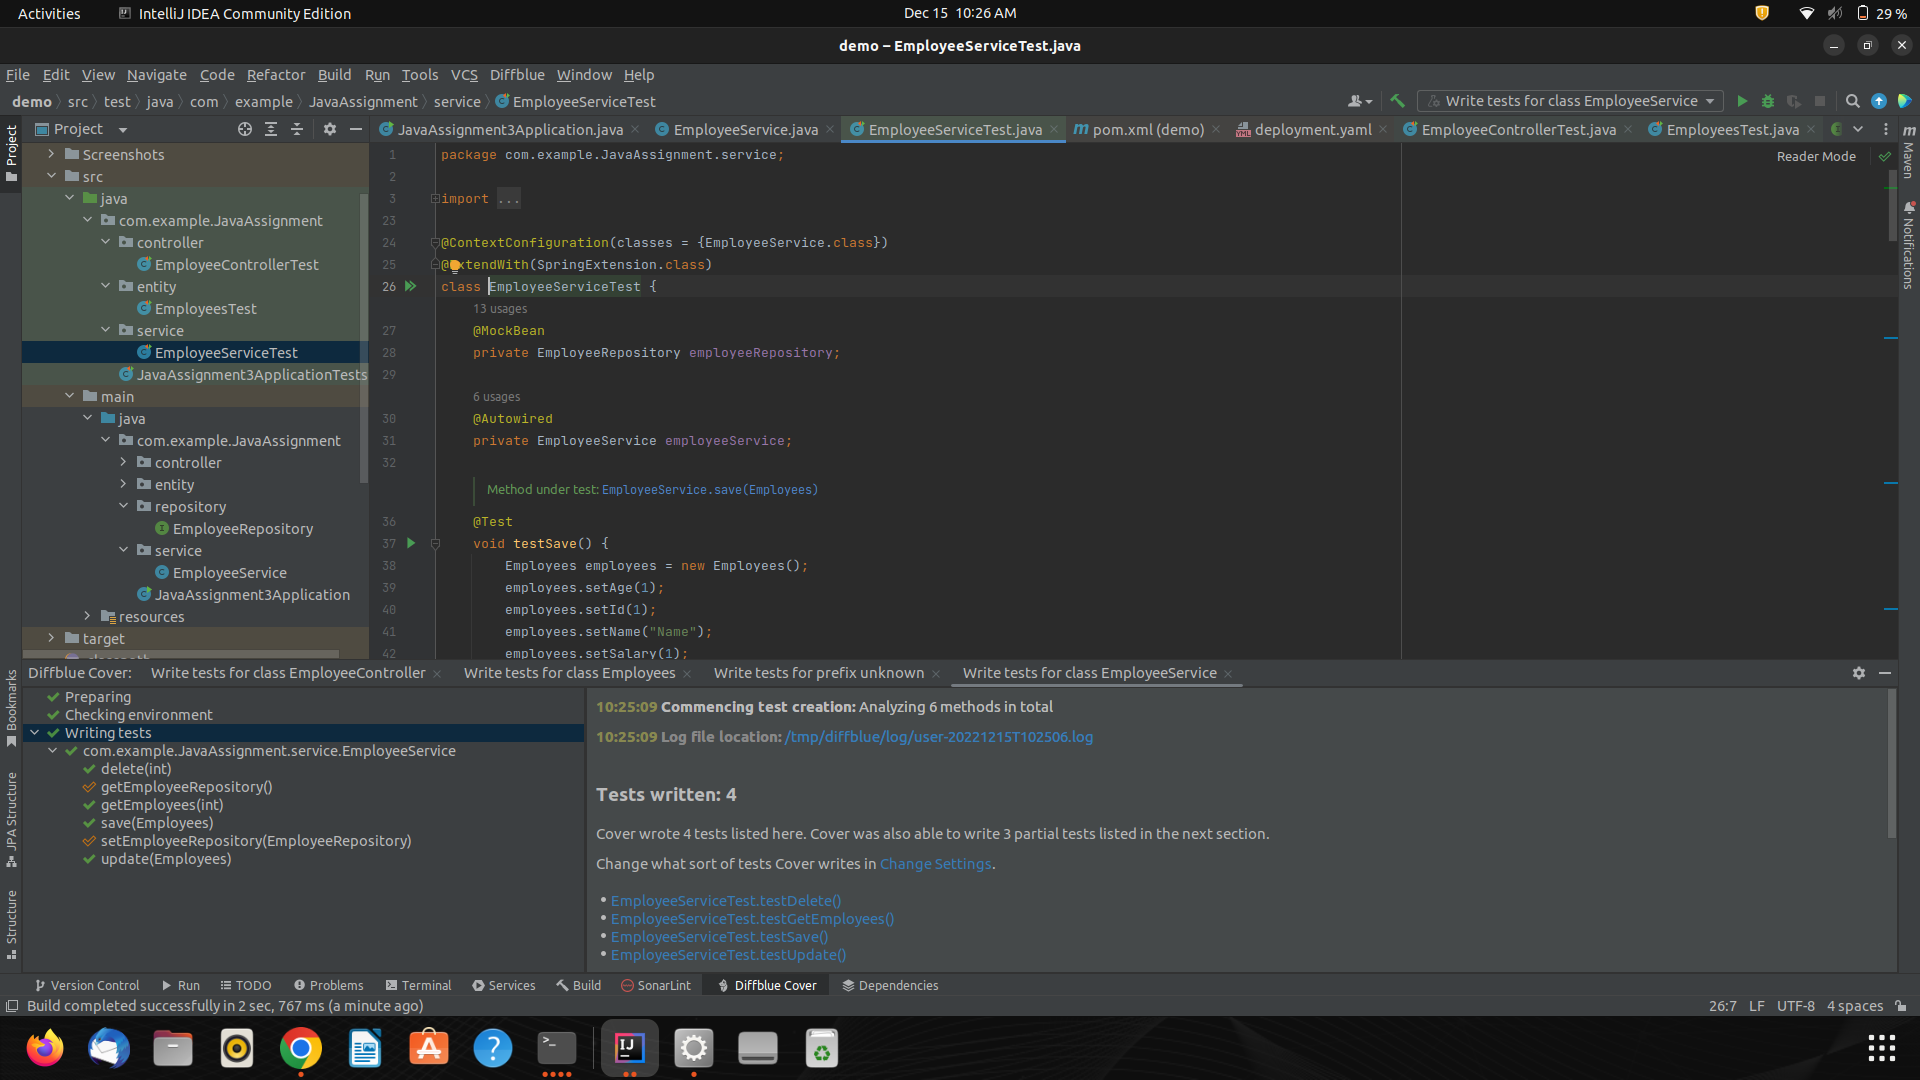 Activities IntelliJ IDEA Community Edition Dec 15 10:26 AM 29 %
demo – EmployeeServiceTest.java
File Edit View Navigate Code Refactor Build Run Tools VCS Diffblue Window Help
demo src test java com example JavaAssignment service EmployeeServiceTest Write tests for class EmployeeService
Project
JavaAssignment3Application.java EmployeeService.java EmployeeServiceTest.java pom.xml (demo) deployment.yaml EmployeeControllerTest.java EmployeesTest.java
Project
Bookmarks
JPA Structure
Structure
Maven
Notifications
Screenshots
src
java
com.example.JavaAssignment
controller
EmployeeControllerTest
entity
EmployeesTest
service
EmployeeServiceTest
JavaAssignment3ApplicationTests
main
java
com.example.JavaAssignment
controller
entity
repository
EmployeeRepository
service
EmployeeService
JavaAssignment3Application
resources
target
Reader Mode
1 package com.example.JavaAssignment.service;
2
3 import ...
23
24 @ContextConfiguration(classes = {EmployeeService.class})
25 @ExtendWith(SpringExtension.class)
26 class EmployeeServiceTest {
13 usages
27 @MockBean
28 private EmployeeRepository employeeRepository;
29
6 usages
30 @Autowired
31 private EmployeeService employeeService;
32
Method under test: EmployeeService.save(Employees)
36 @Test
37 void testSave() {
38 Employees employees = new Employees();
39 employees.setAge(1);
40 employees.setId(1);
41 employees.setName("Name");
42 employees.setSalary(1);
Diffblue Cover: Write tests for class EmployeeController Write tests for class Employees Write tests for prefix unknown Write tests for class EmployeeService
Preparing
Checking environment
Writing tests
com.example.JavaAssignment.service.EmployeeService
delete(int)
getEmployeeRepository()
getEmployees(int)
save(Employees)
setEmployeeRepository(EmployeeRepository)
update(Employees)
10:25:09 Commencing test creation: Analyzing 6 methods in total
10:25:09 Log file location: /tmp/diffblue/log/user-20221215T102506.log
Tests written: 4
Cover wrote 4 tests listed here. Cover was also able to write 3 partial tests listed in the next section.
Change what sort of tests Cover writes in Change Settings.
• EmployeeServiceTest.testDelete()
• EmployeeServiceTest.testGetEmployees()
• EmployeeServiceTest.testSave()
• EmployeeServiceTest.testUpdate()
Version Control Run TODO Problems Terminal Services Build SonarLint Diffblue Cover Dependencies
Build completed successfully in 2 sec, 767 ms (a minute ago) 26:7 LF UTF-8 4 spaces